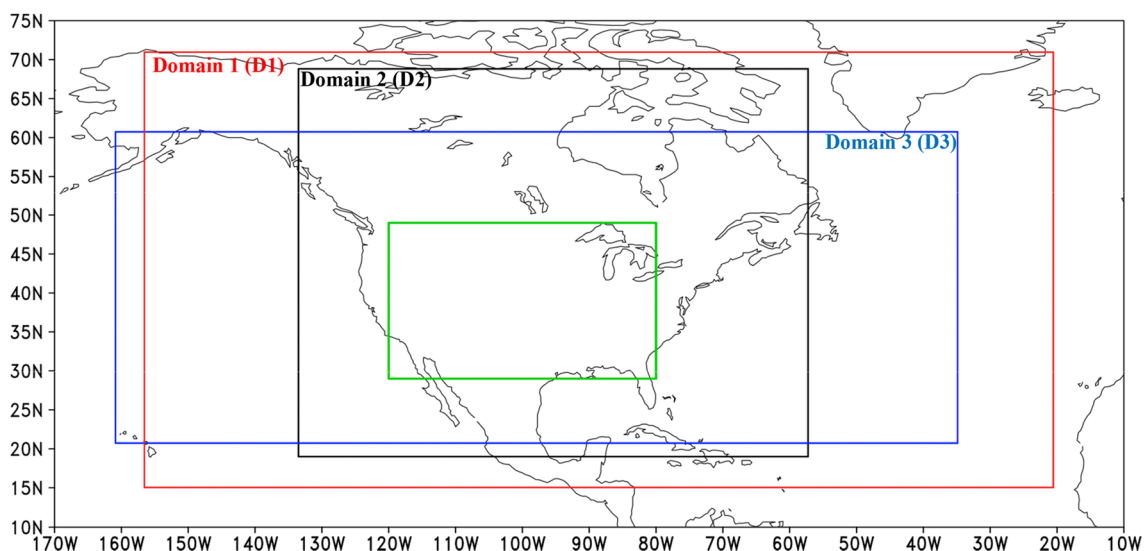 75N
70N
Domain 1 (D1)
Domain 2 (D2)
65N
60N
Domain 3 (D3)
55N
50N
45N
40N
35N
30N
25N
20N
15N
10N
170W 160W 150W 140W 130W 120W 110W 100W 90W 80W 70W 60W 50W 40W 30W 20W 10W